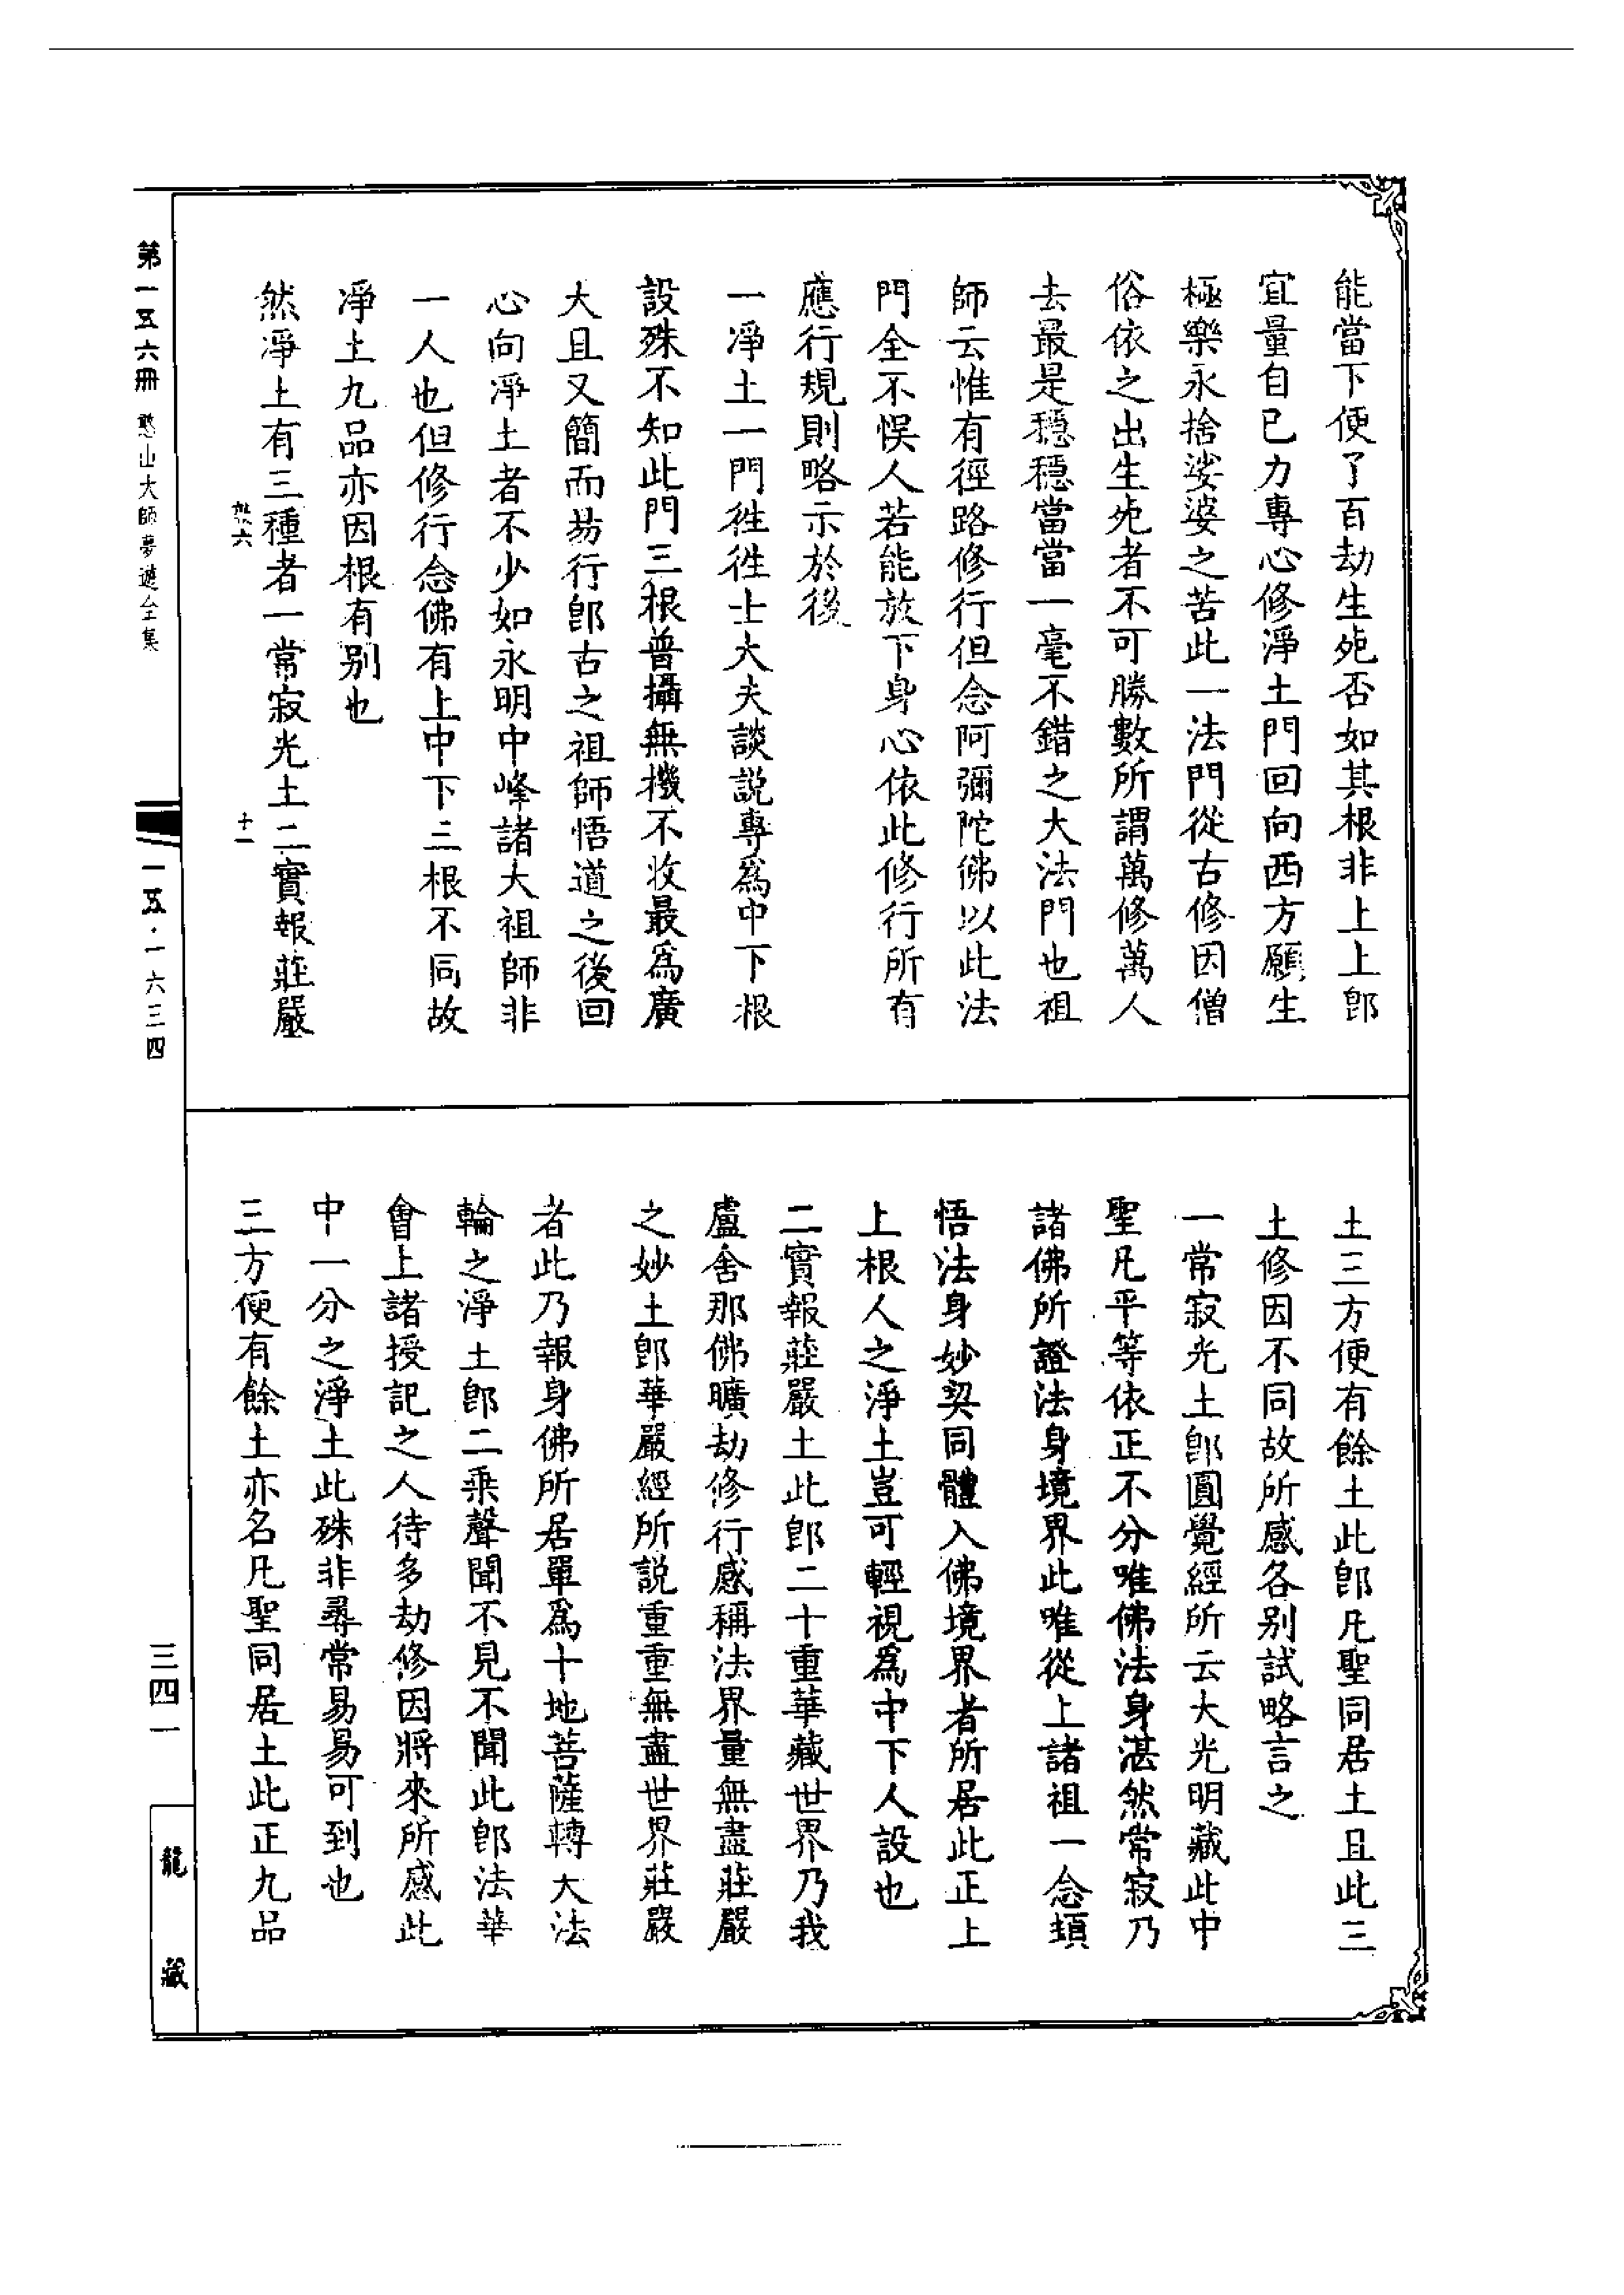 能當下便了百劫生死否如其根非上上即
宜量自己力專心修淨土門回向西方願生
極樂永捨娑婆之苦此一法門從古修因僧
俗依之出生死者不可勝數所謂萬修萬人
去最是穩穩當當一毫不錯之大法門也祖
師云惟有徑路修行但念阿彌陀佛以此法
門全不悞人若能放下身心依此修行所有
應行規則略示於後
一淨土一門徃徃士大夫談説專爲中下根
設殊不知此門三根普攝無機不收最爲廣
大且又簡而易行即古之祖師悟道之後回
心向淨土者不少如永明中峰諸大祖師非
一人也但修行念佛有上中下三根不同故
淨土九品亦因根有別也
然淨土有三種者一常寂光土二實報莊嚴
土三方便有餘土此即凡聖同居土且此三
土修因不同故所感各別試略言之
一常寂光土即圓覺經所云大光明藏此中
聖凡平等依正不分唯佛法身湛然常寂乃
諸佛所證法身境界此唯從上諸祖一念頓
悟法身妙契同體入佛境界者所居此正上
上根人之淨土豈可輕視爲中下人設也
二實報莊嚴土此即二十重華藏世界乃我
盧舍那佛曠劫修行感稱法界量無盡莊嚴
之妙土即華嚴經所説重重無盡世界莊嚴
者此乃報身佛所居單爲十地菩薩轉大法
輪之淨土即二乘聲聞不見不聞此即法華
會上諸授記之人待多劫修因將來所感此
中一分之淨土此殊非尋常易易可到也
三方便有餘土亦名凡聖同居土此正九品
十一
第一五六冊 憨山大師夢遊全集
一五·一六三四
三四一
龍藏